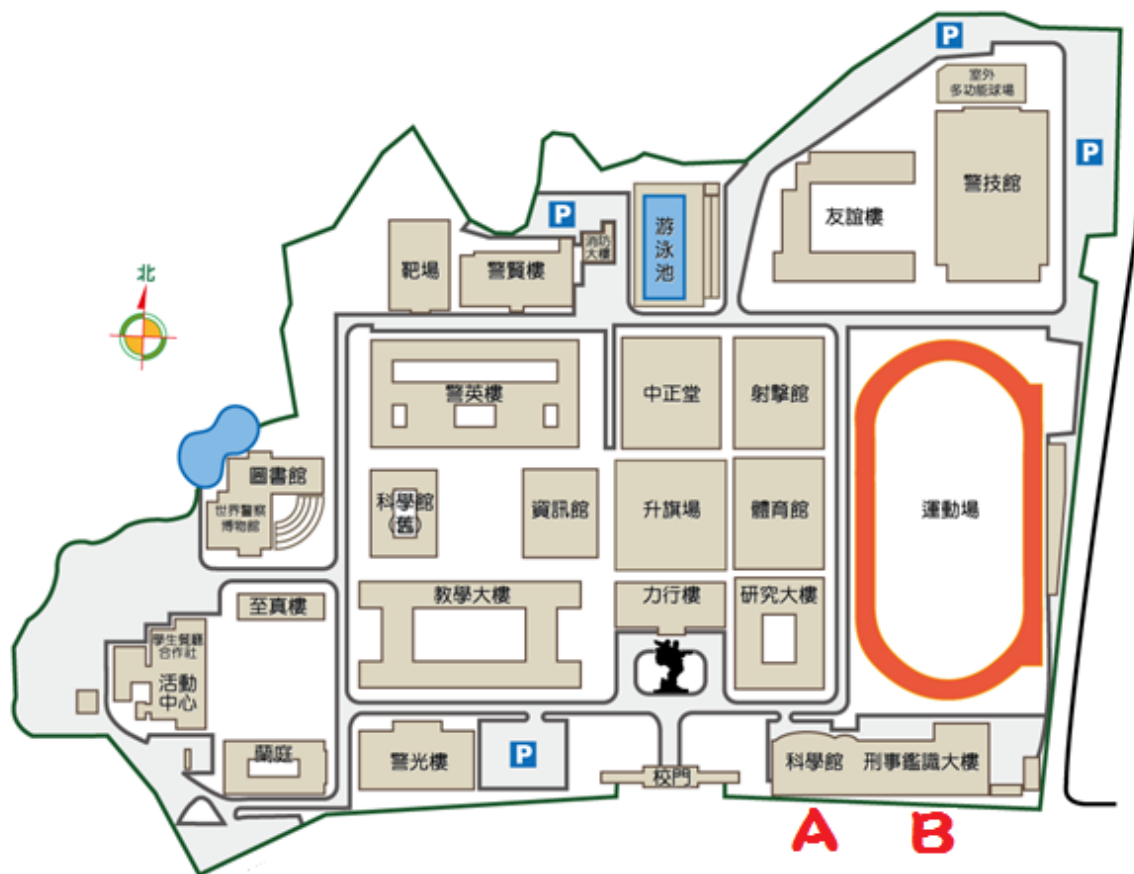 P
室外
多功能球場
P
警技館
友誼樓
P
游泳池
消防
大樓
靶場
警賢樓
北
警英樓
中正堂
射擊館
圖書館
世界警察
博物館
科學館
舊
資訊館
升旗場
體育館
運動場
至真樓
教學大樓
力行樓
研究大樓
學生餐廳
合作社
活動
中心
蘭庭
警光樓
P
校門
科學館 刑事鑑識大樓
A B